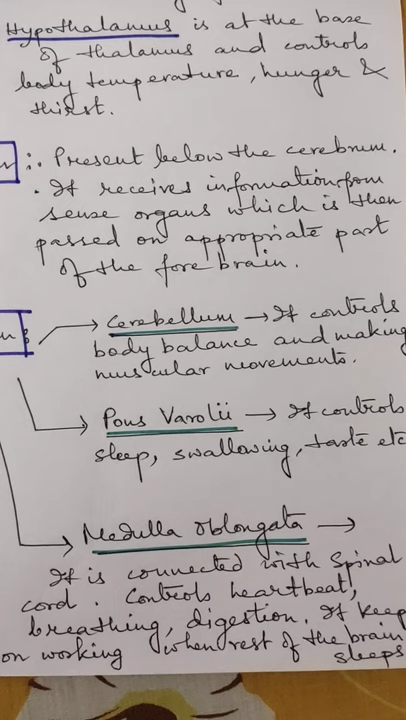 Hypothalamus is at the base
of thalamus and controls
body temperature, hunger &
thirst.
:. Present below the cerebrum.
. It receives information from
sense organs which is then
passed on appropriate part
of the fore brain.
→ Cerebellum → It controls
body balance and making
muscular movements.
→ Pons Varolii → It controls
sleep, swallowing, taste etc
→ Medulla oblongata →
It is connected with Spinal
cord. Controls heartbeat,
breathing, digestion. It keep
on working when rest of the brain
sleeps